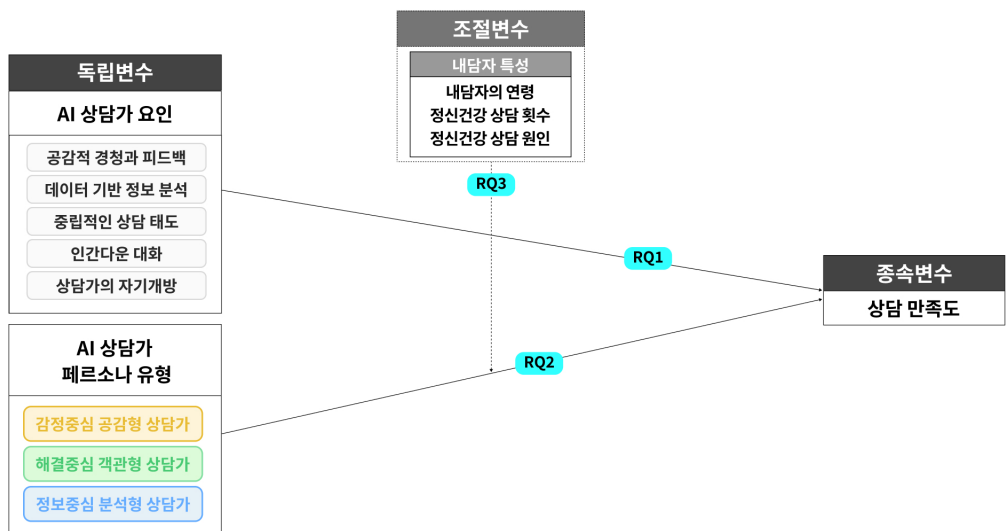 조절변수
내담자 특성
내담자의 연령
정신건강 상담 횟수
정신건강 상담 원인
독립변수
AI 상담가 요인
공감적 경청과 피드백
데이터 기반 정보 분석
중립적인 상담 태도
인간다운 대화
상담가의 자기개방
RQ3
RQ1
종속변수
상담 만족도
AI 상담가
페르소나 유형
RQ2
감정중심 공감형 상담가
해결중심 객관형 상담가
정보중심 분석형 상담가